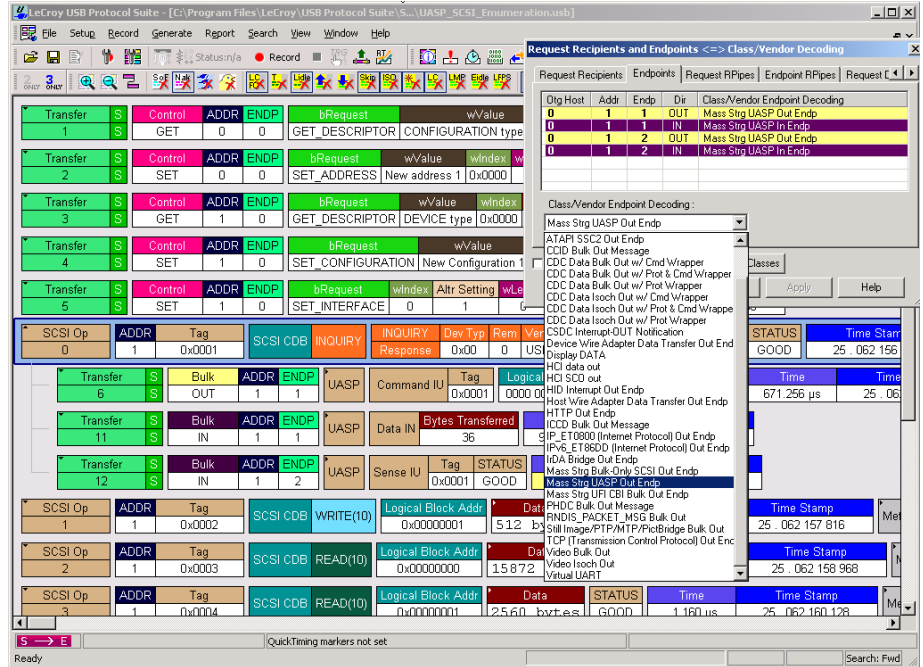 LeCroy USB Protocol Suite - [C:\Program Files\LeCroy\USB Protocol Suite\S...\UASP_SCSI_Enumeration.usb]
File Setup Record Generate Report Search View Window Help
Status:n/a Record
Request Recipients and Endpoints <=> Class/Vendor Decoding
Request Recipients Endpoints Request RPipes Endpoint RPipes
Otg Host Addr Endp Dir Class/Vendor Endpoint Decoding
0 1 1 OUT Mass Strg UASP Out Endp
0 1 1 IN Mass Strg UASP In Endp
0 1 2 OUT Mass Strg UASP Out Endp
0 1 2 IN Mass Strg UASP In Endp
Class/Vendor Endpoint Decoding :
Mass Strg UASP Out Endp
ATAPI SSC2 Out Endp
CCID Bulk Out Message
CDC Data Bulk Out w/ Cmd Wrapper
CDC Data Bulk Out w/ Prot & Cmd Wrapper
CDC Data Bulk Out w/ Prot Wrapper
CDC Data Isoch Out w/ Cmd Wrapper
CDC Data Isoch Out w/ Prot & Cmd Wrappe
CDC Data Isoch Out w/ Prot Wrapper
CSDC Interrupt-OUT Notification
Device Wire Adapter Data Transfer Out End
Display DATA
HCI data out
HCI SCO out
HID Interrupt Out Endp
Host Wire Adapter Data Transfer Out Endp
HTTP Out Endp
ICCD Bulk Out Message
IP_ET0800 (Internet Protocol) Out Endp
IPv6_ET86DD (Internet Protocol) Out Endp
IrDA Bridge Out Endp
Mass Strg Bulk-Only SCSI Out Endp
Mass Strg UASP Out Endp
Mass Strg UFI CBI Bulk Out Endp
PHDC Bulk Out Message
RNDIS_PACKET_MSG Bulk Out
Still Image/PTP/MTP/PictBridge Bulk Out
TCP (Transmission Control Protocol) Out Enc
Video Bulk Out
Video Isoch Out
Virtual UART
Classes
Apply Help
Transfer S Control ADDR ENDP bRequest wValue
1 S GET 0 0 GET_DESCRIPTOR CONFIGURATION type
Transfer S Control ADDR ENDP bRequest wValue wIndex
2 S SET 0 0 SET_ADDRESS New address 1 0x0000
Transfer S Control ADDR ENDP bRequest wValue wIndex
3 S GET 1 0 GET_DESCRIPTOR DEVICE type 0x0000
Transfer S Control ADDR ENDP bRequest wValue
4 S SET 1 0 SET_CONFIGURATION New Configuration 1
Transfer S Control ADDR ENDP bRequest wIndex Altr Setting wLe
5 S SET 1 0 SET_INTERFACE 0 1
SCSI Op ADDR Tag SCSI CDB INQUIRY INQUIRY Dev Typ Rem Ver STATUS Time Stam
0 1 0x0001 Response 0x00 0 GOOD 25 . 062 156
Transfer S Bulk ADDR ENDP UASP Command IU Tag Logical Time Time
6 S OUT 1 1 0x0001 0000 00 671.256 µs 25 . 06
Transfer S Bulk ADDR ENDP UASP Data IN Bytes Transferred
11 S IN 1 1 36
Transfer S Bulk ADDR ENDP UASP Sense IU Tag STATUS
12 S IN 1 2 0x0001 GOOD
SCSI Op ADDR Tag SCSI CDB WRITE(10) Logical Block Addr Data Time Stamp
1 1 0x0002 0x00000001 512 by 25 . 062 157 816
SCSI Op ADDR Tag SCSI CDB READ(10) Logical Block Addr Time Stamp
2 1 0x0003 0x00000000 15872 25 . 062 158 968
SCSI Op ADDR Tag SCSI CDB READ(10) Logical Block Addr Data STATUS Time Time Stamp
3 1 0x0004 0x00000001 2560 bytes GOOD 1.160 µs 25 . 062 160 128
S E QuickTiming markers not set
Ready Search: Fwd